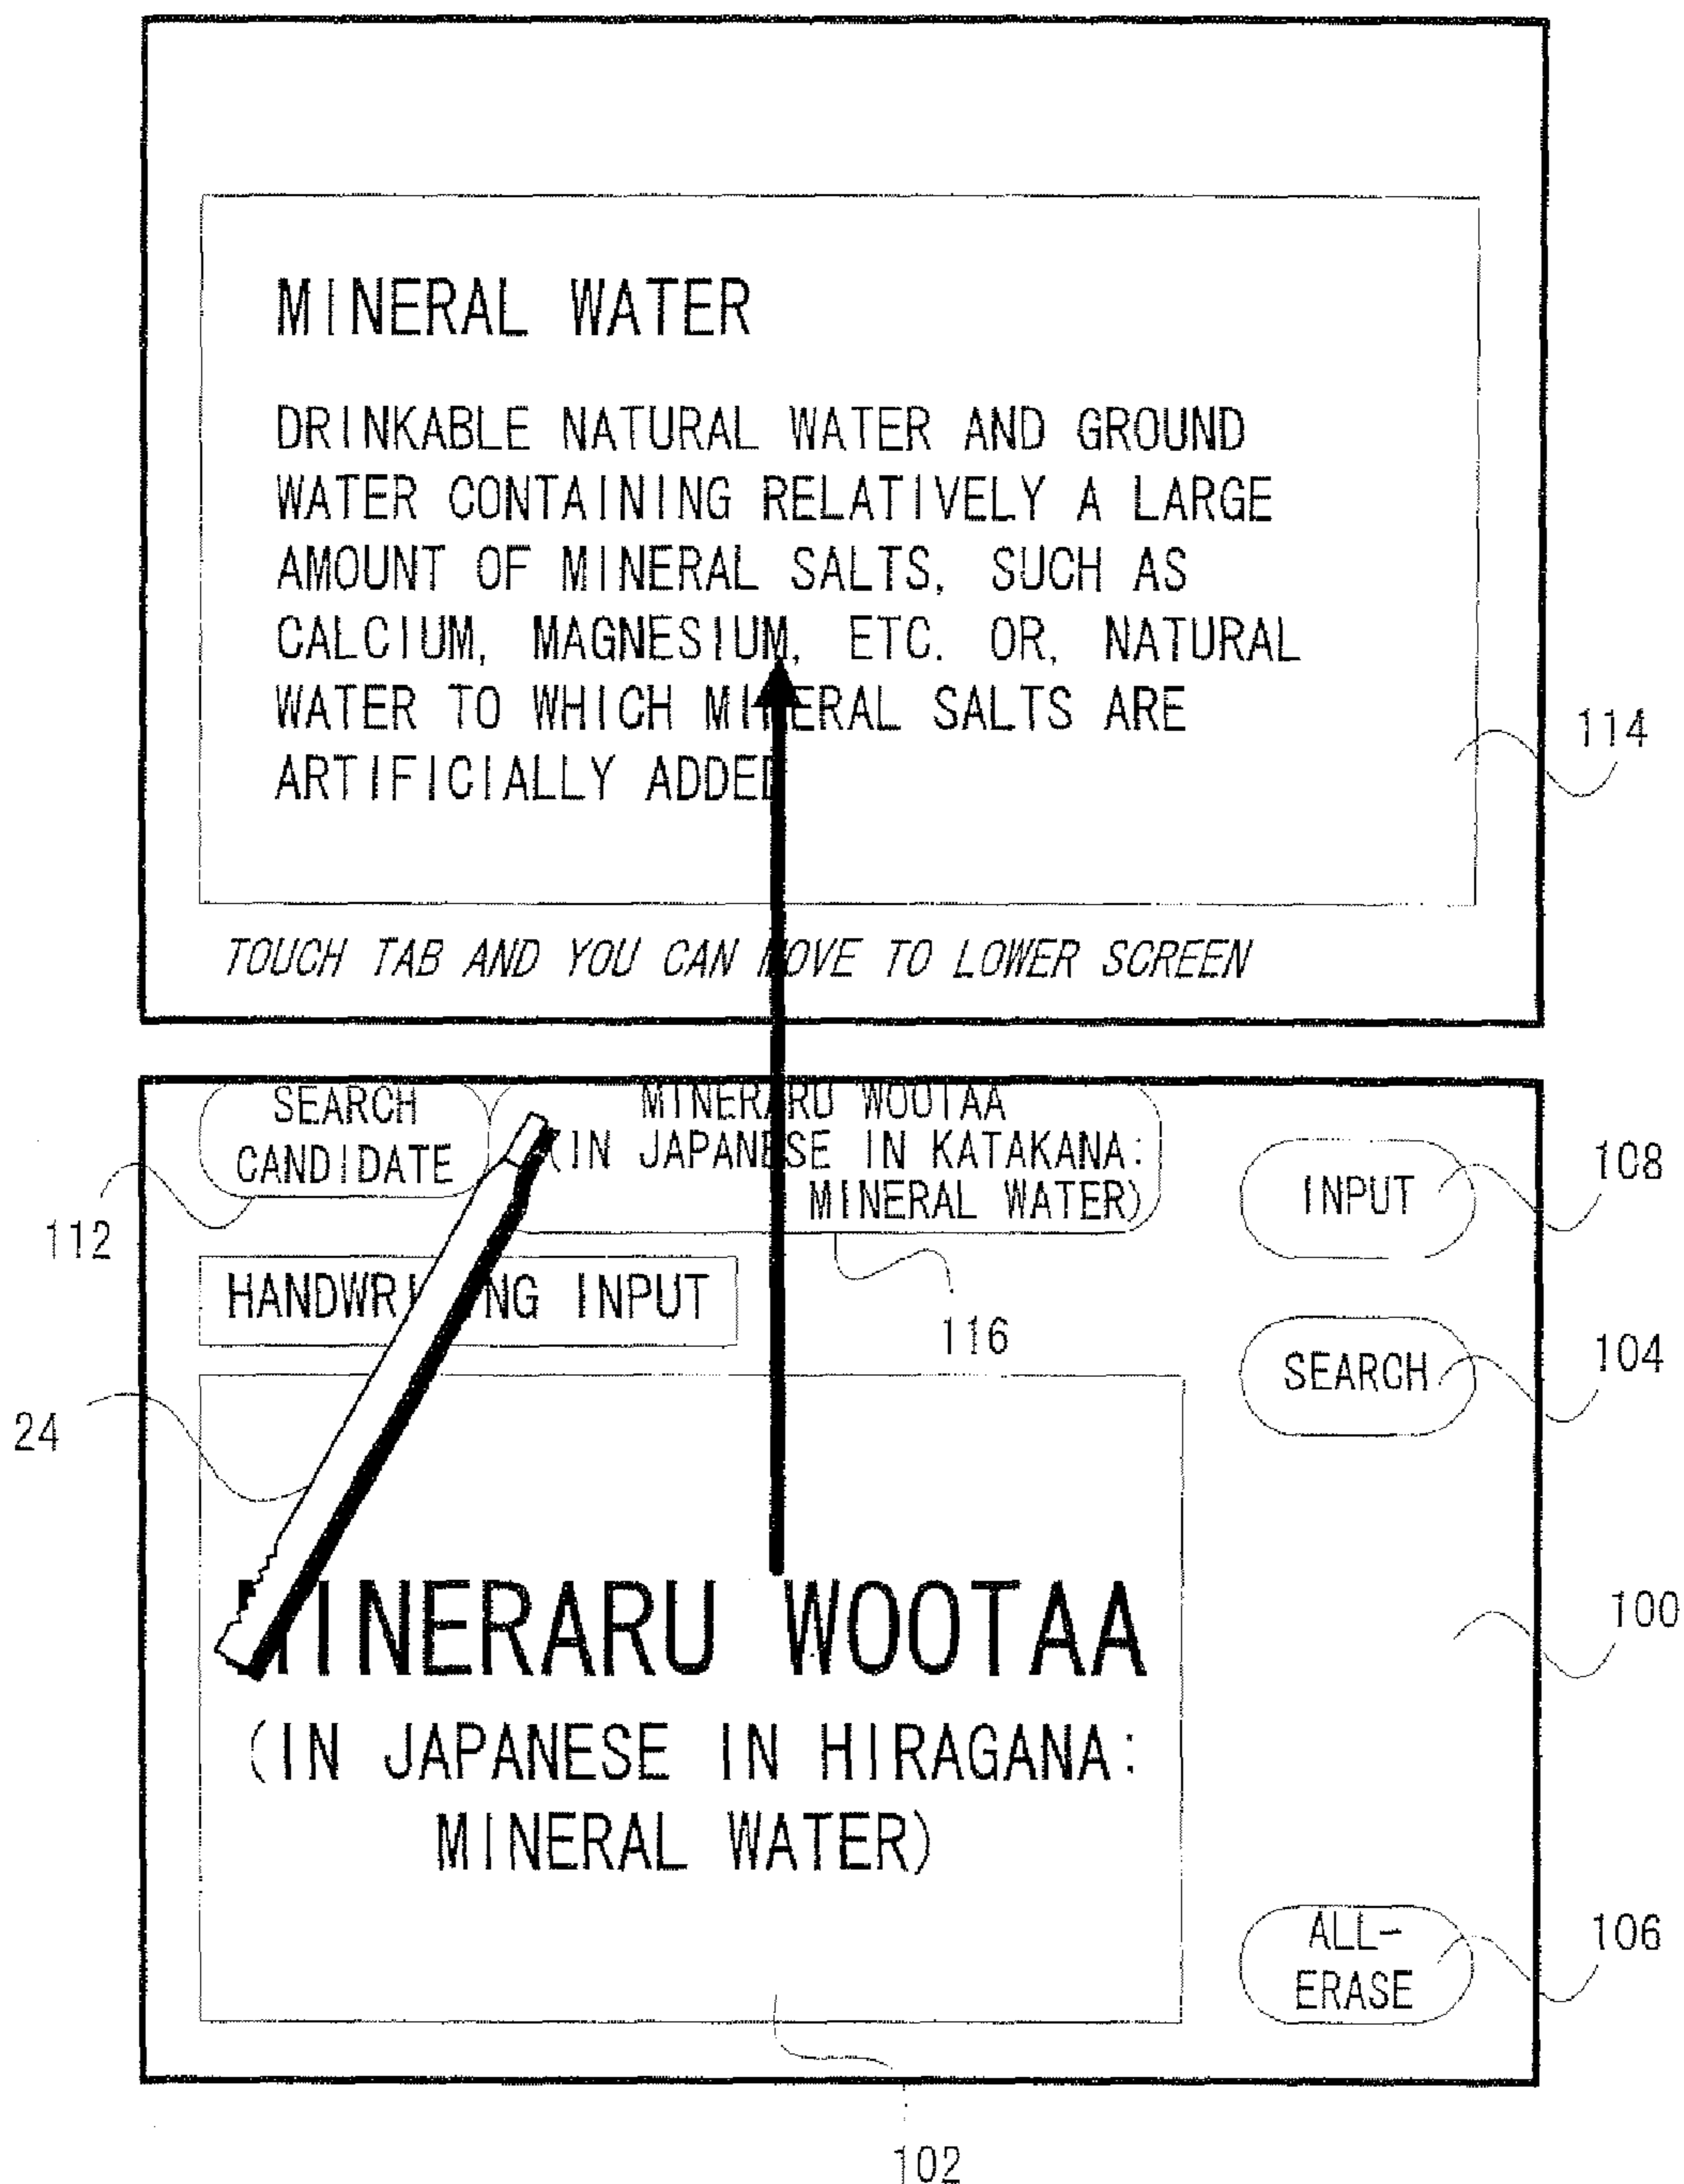 MINERAL WATER
DRINKABLE NATURAL WATER AND GROUND
WATER CONTAINING RELATIVELY A LARGE
AMOUNT OF MINERAL SALTS, SUCH AS
CALCIUM, MAGNESIUM, ETC. OR, NATURAL
WATER TO WHICH MINERAL SALTS ARE
ARTIFICIALLY ADDED
114
TOUCH TAB AND YOU CAN MOVE TO LOWER SCREEN
SEARCH
CANDIDATE
112
MINERARU WOOTAA
(IN JAPANESE IN KATAKANA:
MINERAL WATER)
116
INPUT
108
HANDWRITING INPUT
SEARCH
104
24
MINERARU WOOTAA
(IN JAPANESE IN HIRAGANA:
MINERAL WATER)
100
ALL-
ERASE
106
102